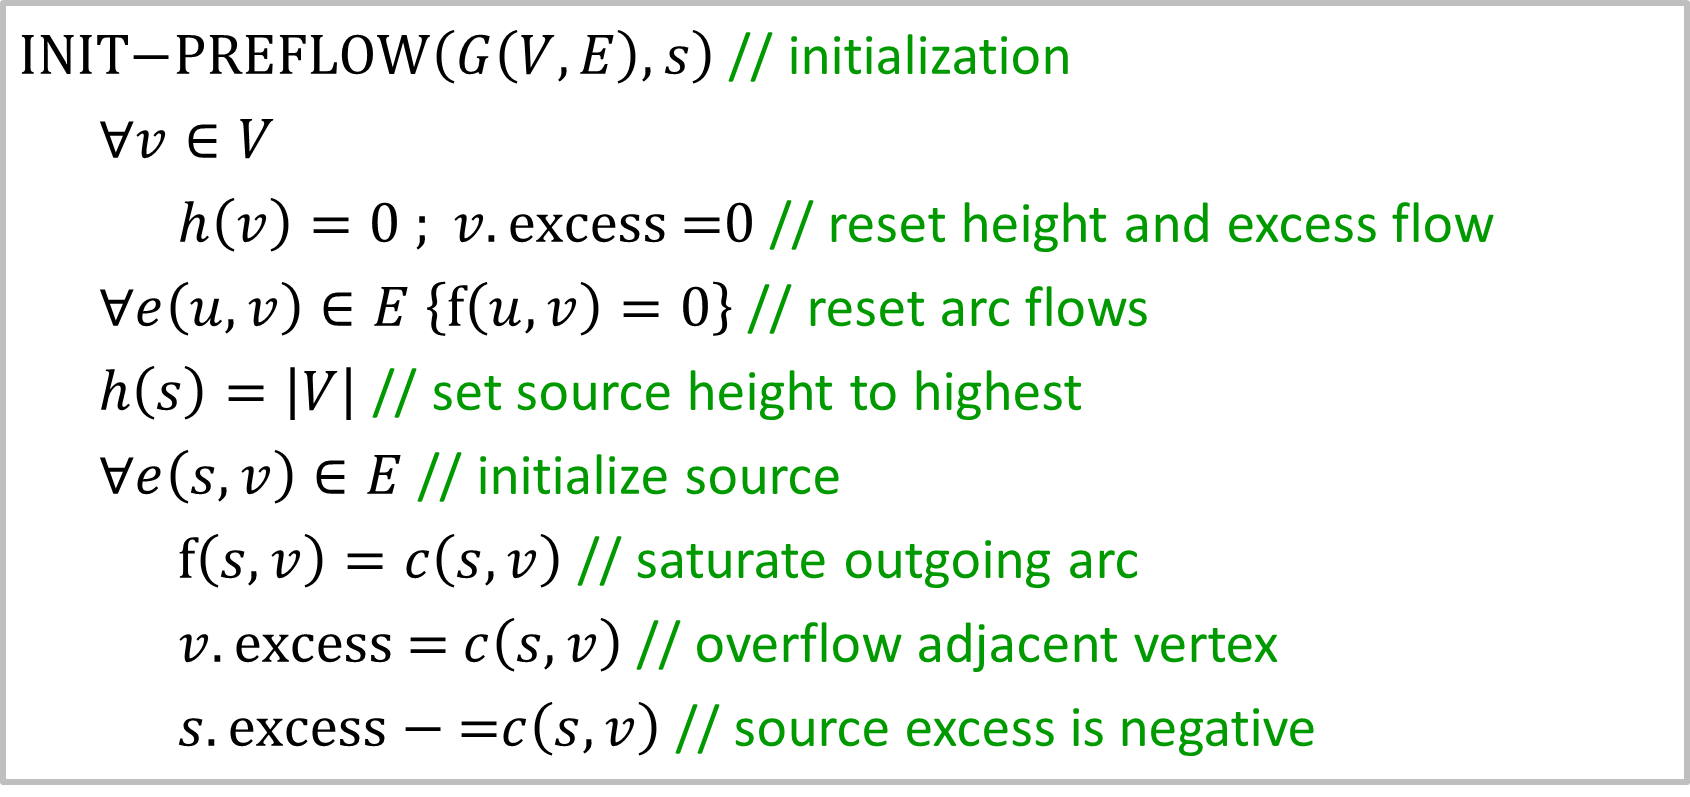 INIT−PREFLOW(G(V, E), s) // initialization
∀v ∈ V
h(v) = 0 ; v. excess =0 // reset height and excess flow
∀e(u, v) ∈ E {f(u, v) = 0} // reset arc flows
h(s) = |V| // set source height to highest
∀e(s, v) ∈ E // initialize source
f(s, v) = c(s, v) // saturate outgoing arc
v. excess = c(s, v) // overflow adjacent vertex
s. excess − =c(s, v) // source excess is negative